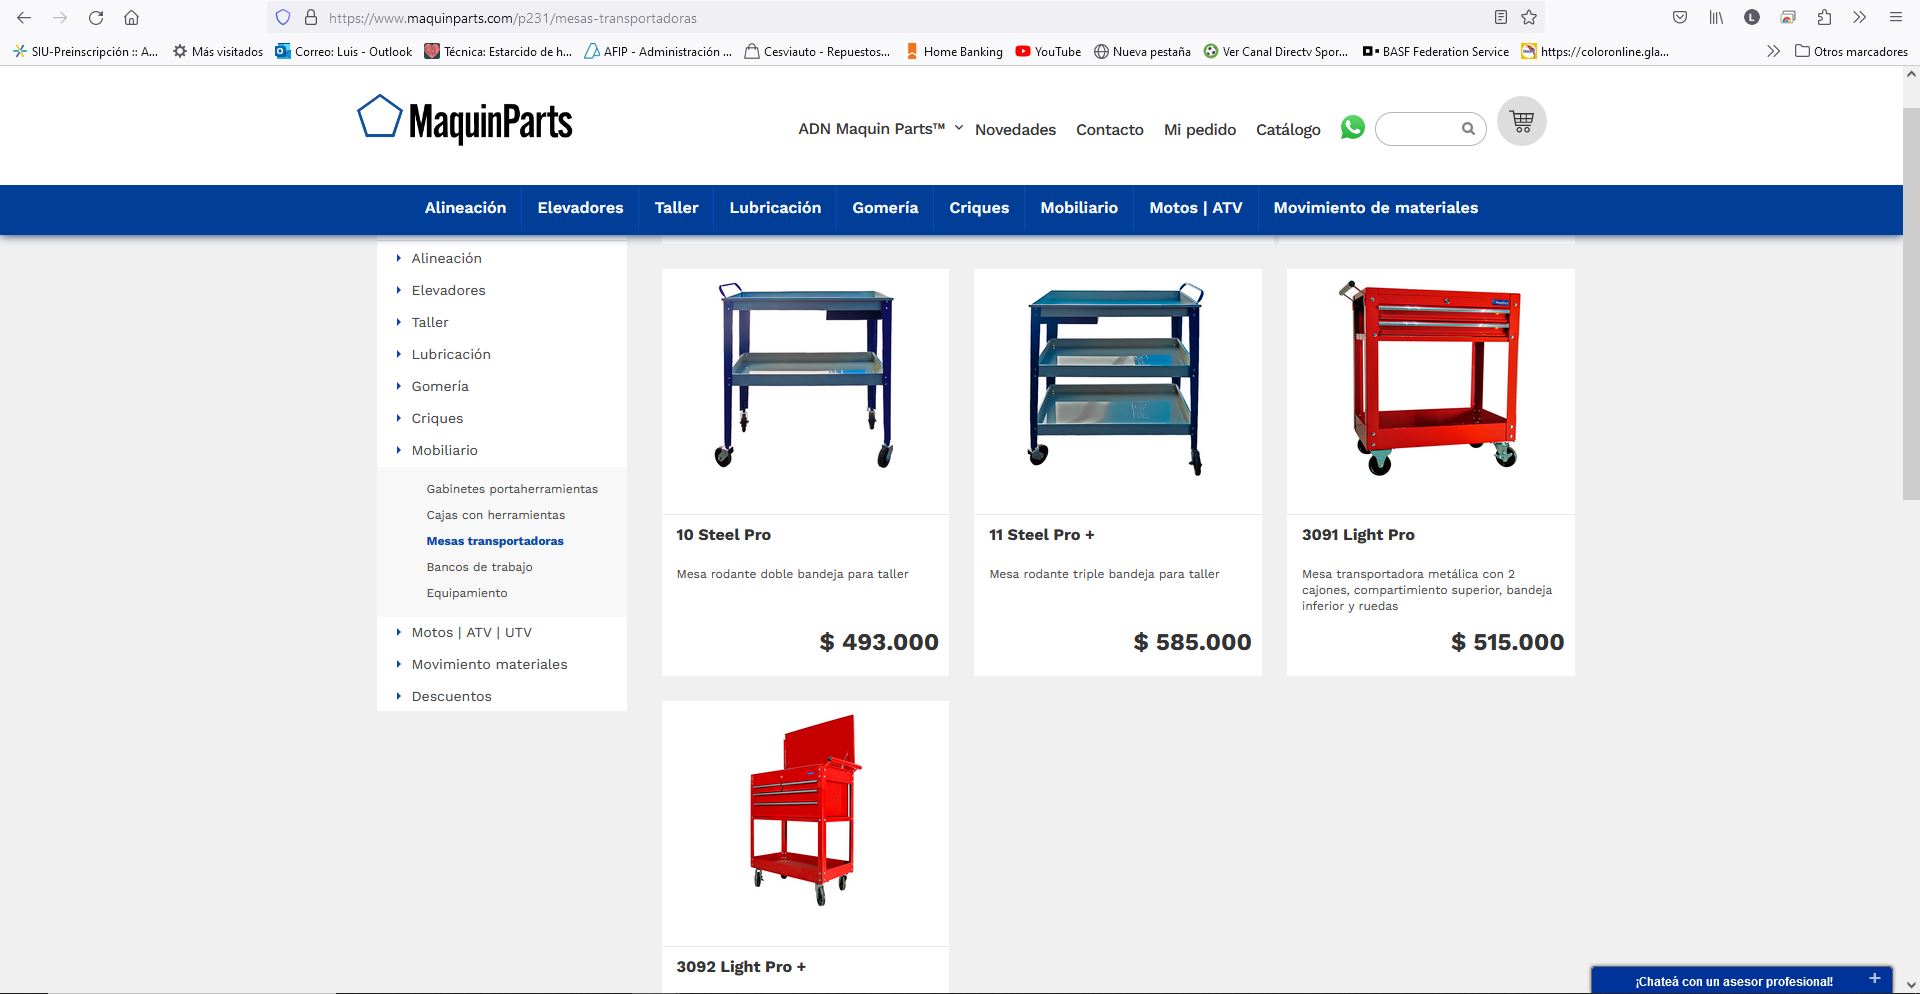 https://www.maquinparts.com/p231/mesas-transportadoras
SIU-Preinscripción :: A...
Más visitados
Correo: Luis - Outlook
Técnica: Estarcido de h...
AFIP - Administración ...
Cesviauto - Repuestos...
Home Banking
YouTube
Nueva pestaña
Ver Canal Directv Spor...
BASF Federation Service
https://coloronline.gla...
Otros marcadores
MaquinParts
ADN Maquin Parts™
Novedades
Contacto
Mi pedido
Catálogo
Alineación
Elevadores
Taller
Lubricación
Gomería
Criques
Mobiliario
Motos | ATV
Movimiento de materiales
Alineación
Elevadores
Taller
Lubricación
Gomería
Criques
Mobiliario
Gabinetes portaherramientas
Cajas con herramientas
Mesas transportadoras
Bancos de trabajo
Equipamiento
Motos | ATV | UTV
Movimiento materiales
Descuentos
10 Steel Pro
Mesa rodante doble bandeja para taller
$ 493.000
11 Steel Pro +
Mesa rodante triple bandeja para taller
$ 585.000
3091 Light Pro
Mesa transportadora metálica con 2
cajones, compartimiento superior, bandeja
inferior y ruedas
$ 515.000
3092 Light Pro +
¡Chateá con un asesor profesional!